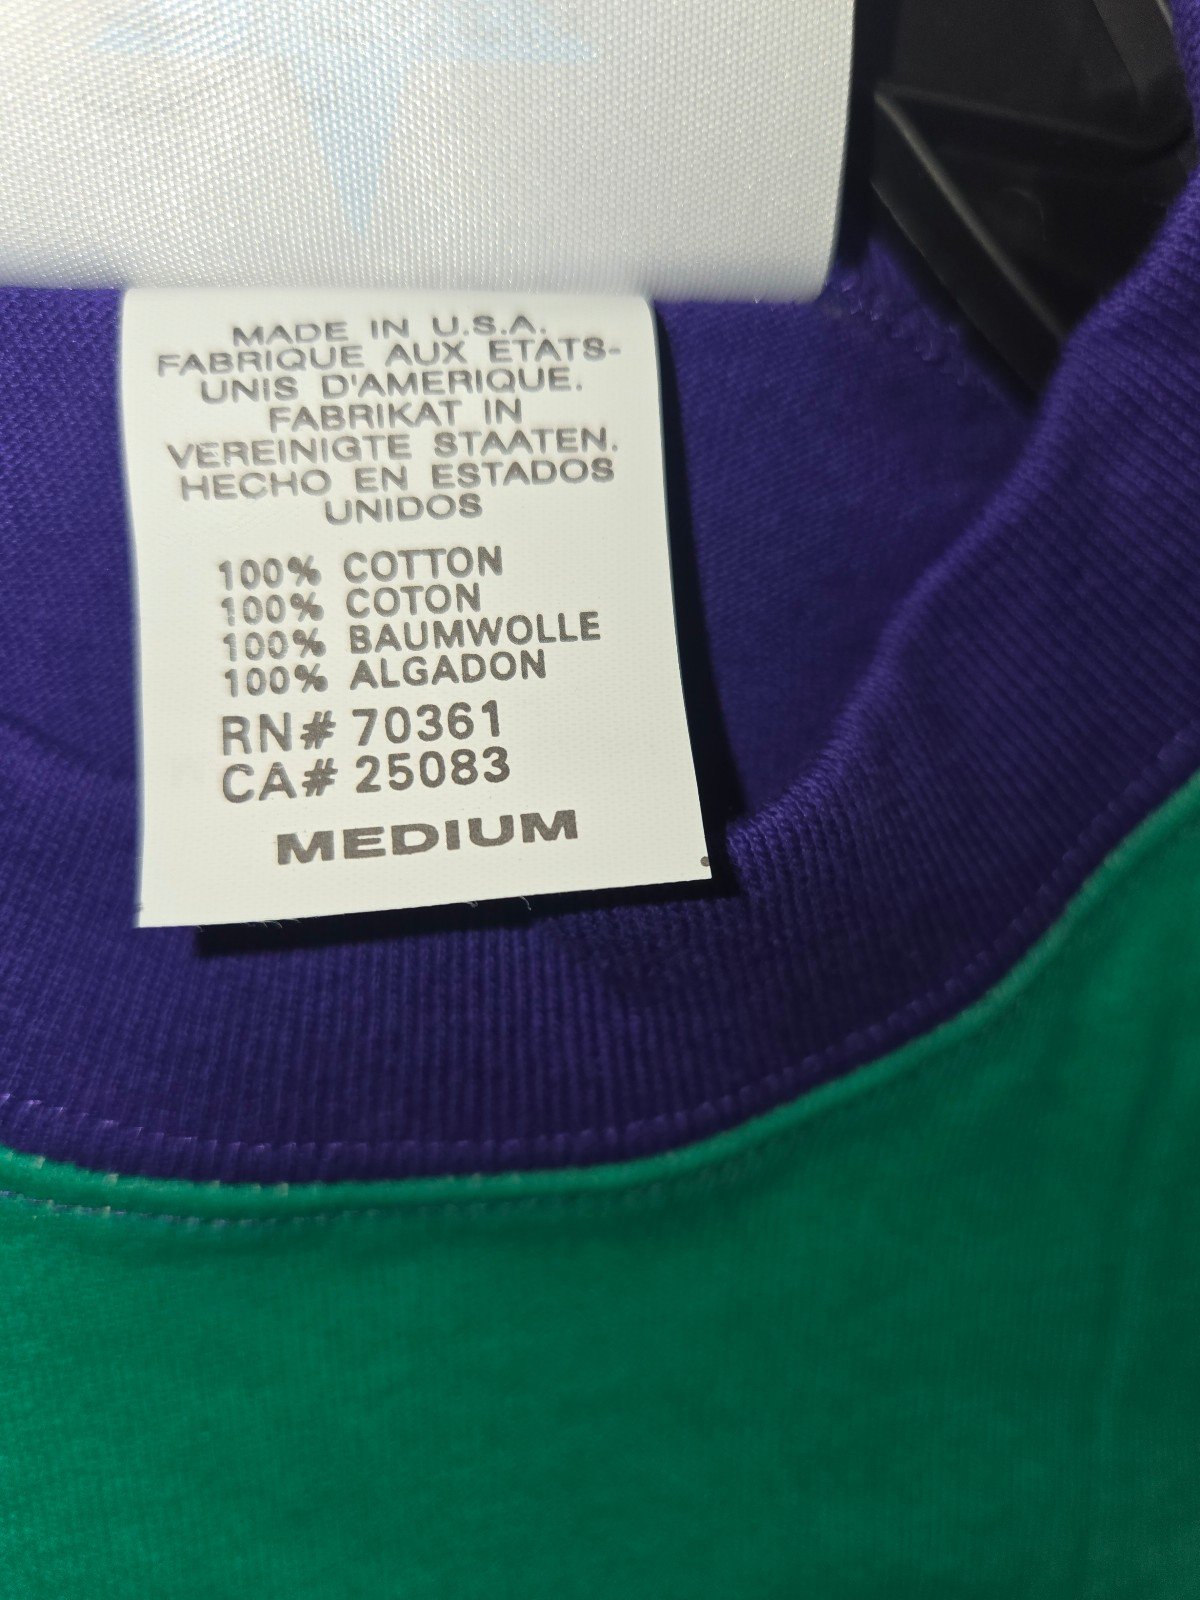 MADE IN U.S.A.
FABRIQUE AUX ETATS-
UNIS D'AMERIQUE.
FABRIKAT IN
VEREINIGTE STAATEN.
HECHO EN ESTADOS
UNIDOS
100% COTTON
100% COTON
100% BAUMWOLLE
100% ALGADON
RN# 70361
CA# 25083
MEDIUM